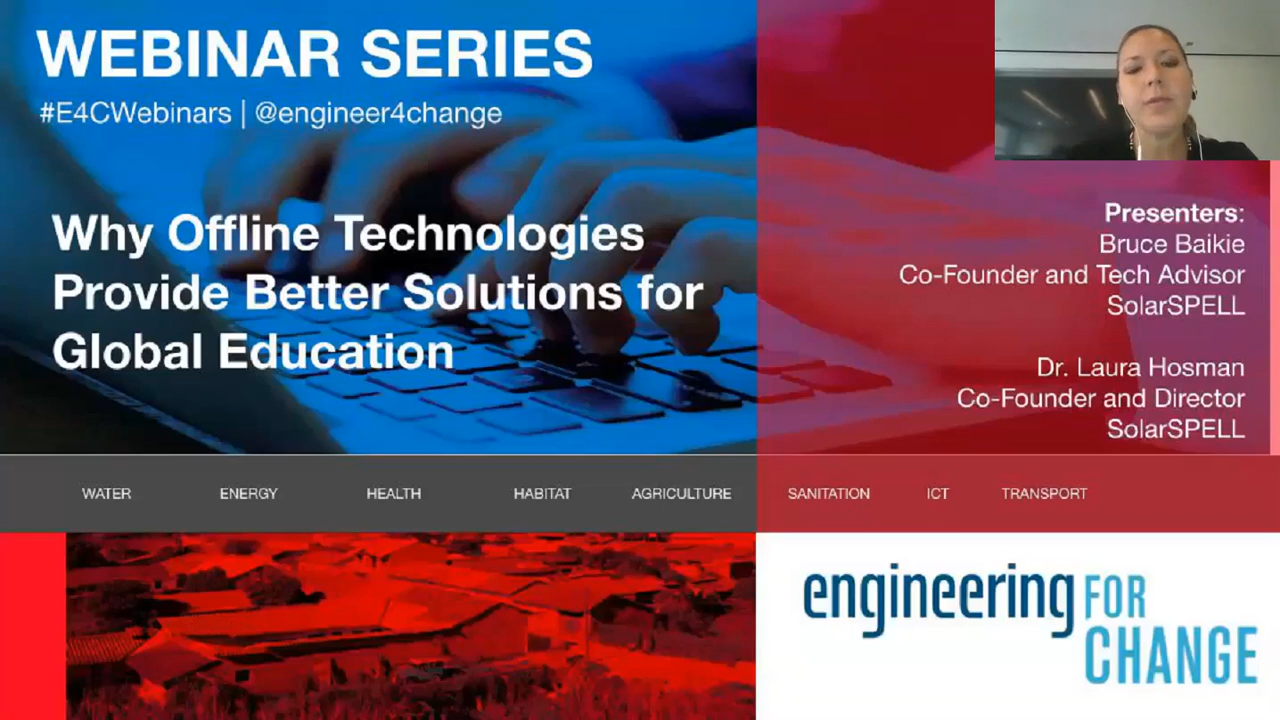 WEBINAR SERIES
#E4CWebinars | @engineer4change
Why Offline Technologies
Provide Better Solutions for
Global Education
Presenters:
Bruce Baikie
Co-Founder and Tech Advisor
SolarSPELL
Dr. Laura Hosman
Co-Founder and Director
SolarSPELL
WATER ENERGY HEALTH HABITAT AGRICULTURE SANITATION ICT TRANSPORT
engineering FOR
CHANGE